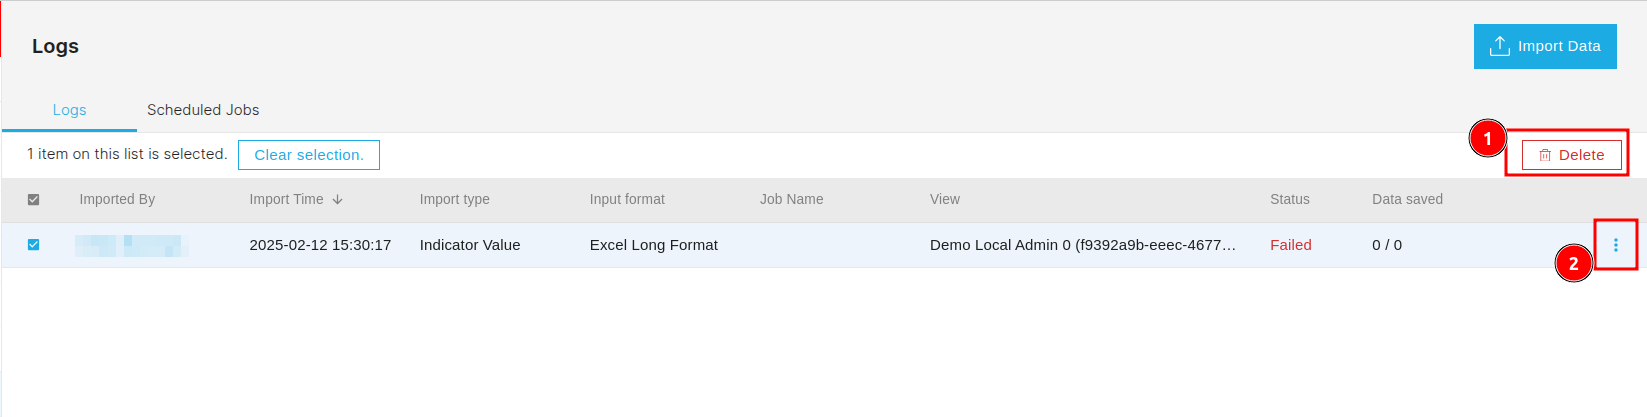 Logs
Import Data
Logs Scheduled Jobs
1 item on this list is selected. Clear selection. 1 Delete
Imported By Import Time Import type Input format Job Name View Status Data saved
2025-02-12 15:30:17 Indicator Value Excel Long Format Demo Local Admin 0 (f9392a9b-eeec-4677… Failed 0 / 0
2